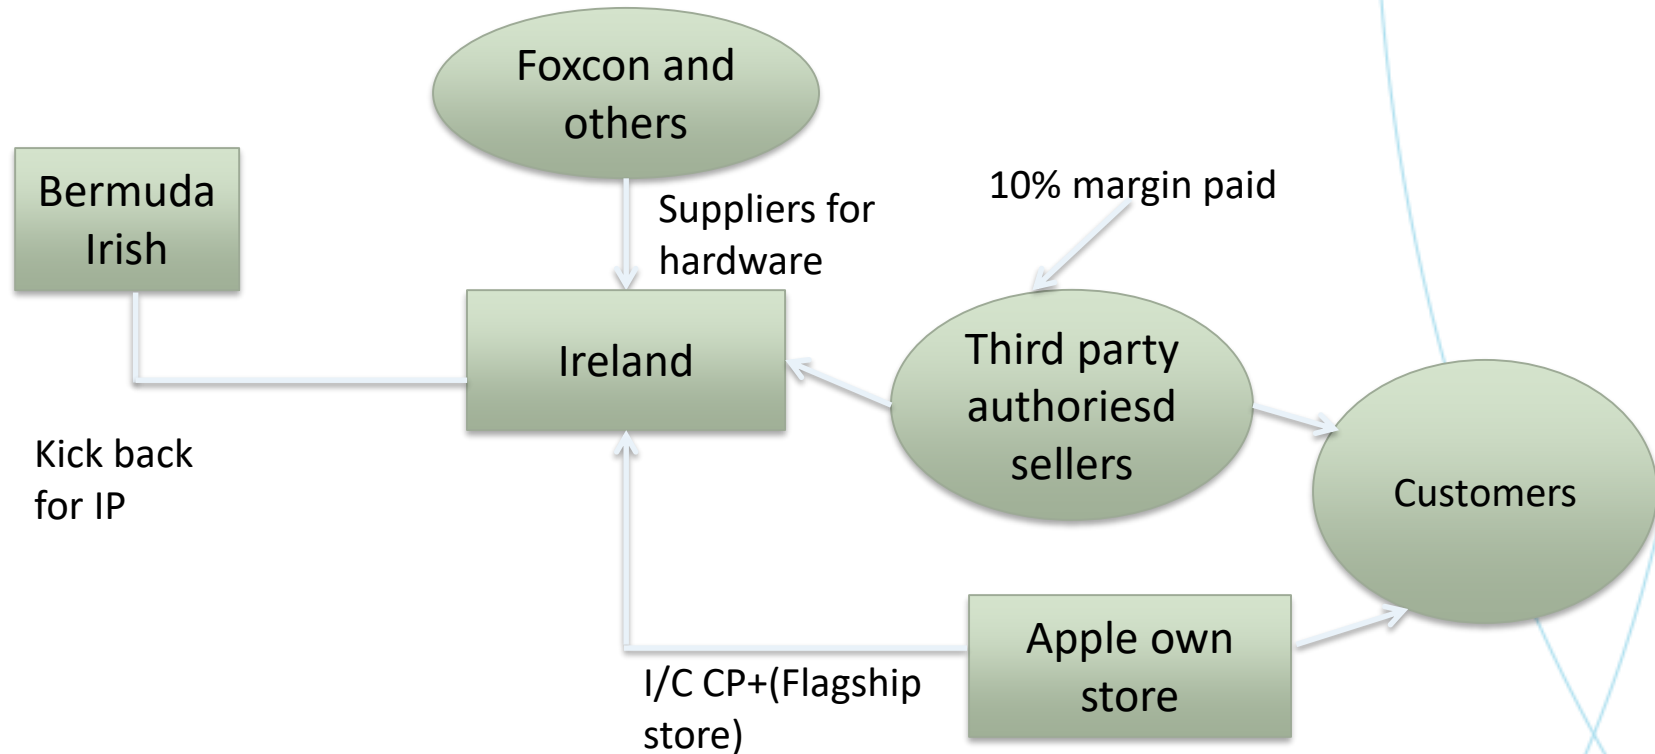 Foxcon and
others
Bermuda
Irish
Suppliers for
hardware
10% margin paid
Ireland
Third party
authoriesd
sellers
Kick back
for IP
Customers
Apple own
store
I/C CP+(Flagship
store)